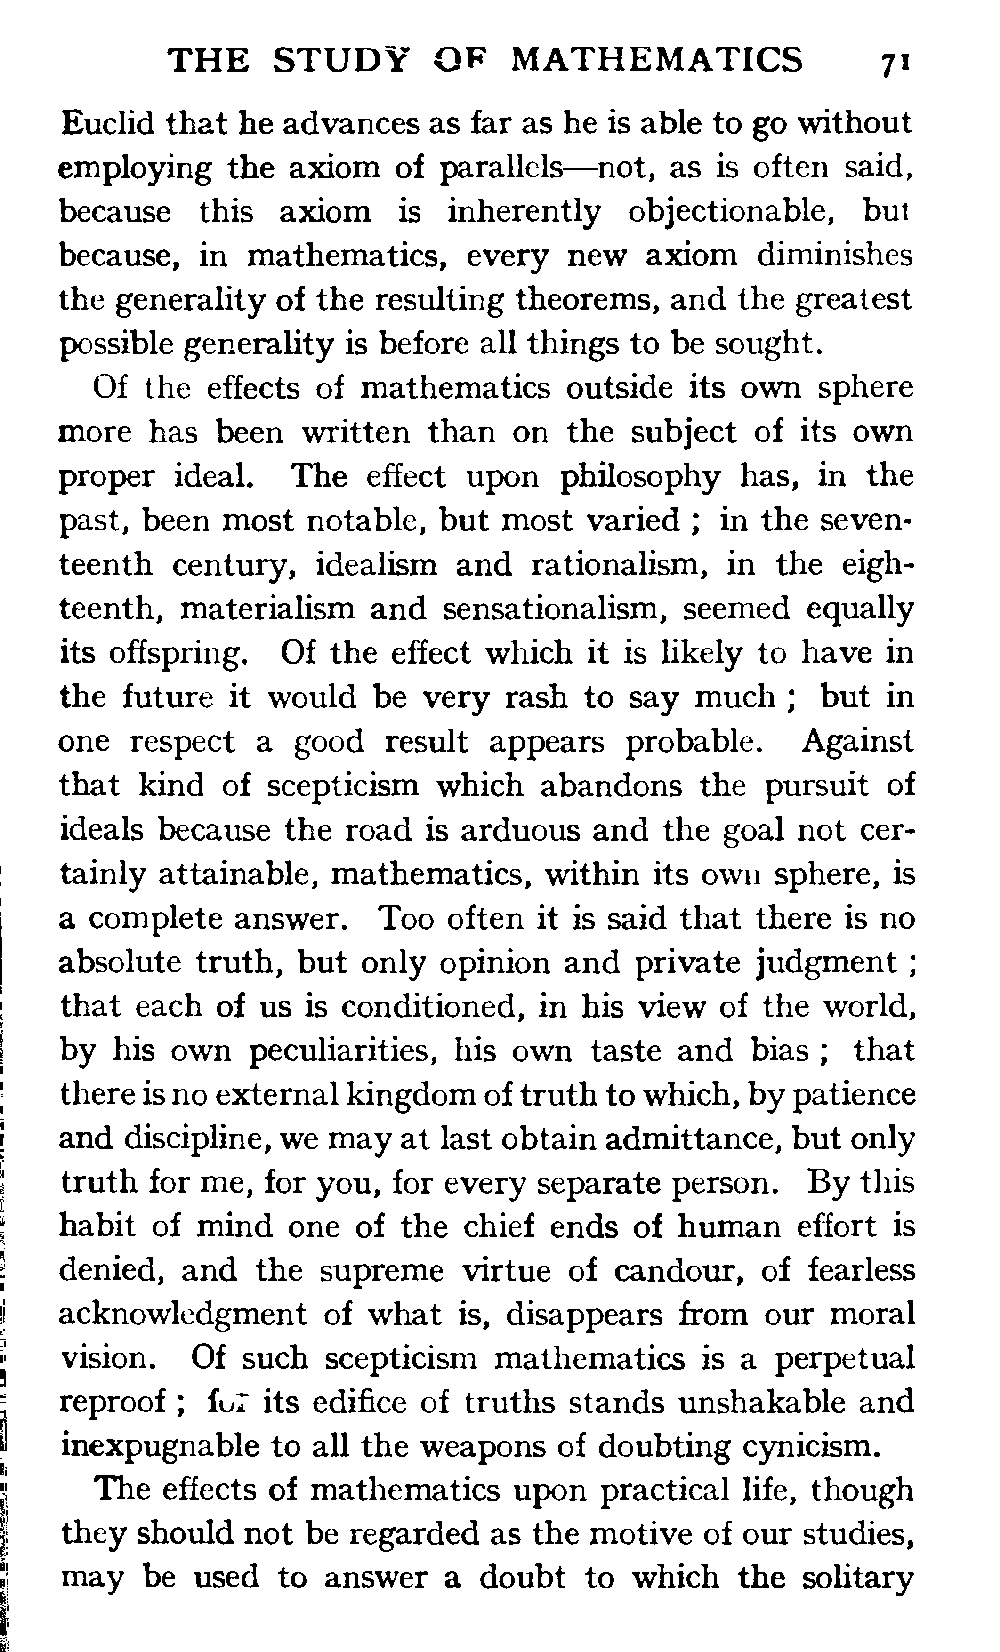 THE STUDY OF MATHEMATICS 71
Euclid that he advances as far as he is able to go without
employing the axiom of parallels—not, as is often said,
because this axiom is inherently objectionable, but
because, in mathematics, every new axiom diminishes
the generality of the resulting theorems, and the greatest
possible generality is before all things to be sought.
Of the effects of mathematics outside its own sphere
more has been written than on the subject of its own
proper ideal. The effect upon philosophy has, in the
past, been most notable, but most varied ; in the seven-
teenth century, idealism and rationalism, in the eigh-
teenth, materialism and sensationalism, seemed equally
its offspring. Of the effect which it is likely to have in
the future it would be very rash to say much ; but in
one respect a good result appears probable. Against
that kind of scepticism which abandons the pursuit of
ideals because the road is arduous and the goal not cer-
tainly attainable, mathematics, within its own sphere, is
a complete answer. Too often it is said that there is no
absolute truth, but only opinion and private judgment ;
that each of us is conditioned, in his view of the world,
by his own peculiarities, his own taste and bias ; that
there is no external kingdom of truth to which, by patience
and discipline, we may at last obtain admittance, but only
truth for me, for you, for every separate person. By this
habit of mind one of the chief ends of human effort is
denied, and the supreme virtue of candour, of fearless
acknowledgment of what is, disappears from our moral
vision. Of such scepticism mathematics is a perpetual
reproof ; for its edifice of truths stands unshakable and
inexpugnable to all the weapons of doubting cynicism.
The effects of mathematics upon practical life, though
they should not be regarded as the motive of our studies,
may be used to answer a doubt to which the solitary